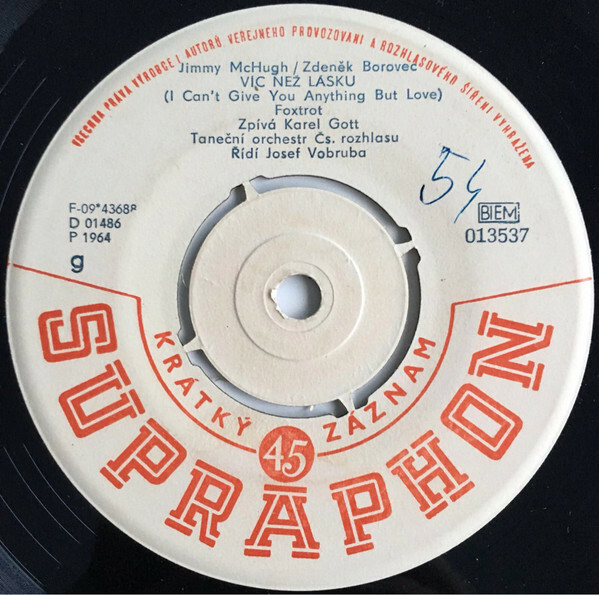 VŠECHNA PRÁVA VÝROBCE I AUTORŮ VEŘEJNÉHO PROVOZOVÁNÍ A ROZHLASOVÉHO ŠÍŘENÍ VYHRAŽENA
Jimmy McHugh/Zdeněk Borovec
VÍC NEŽ LÁSKU
(I Can't Give You Anything But Love)
Foxtrot
Zpívá Karel Gott
Taneční orchestr Čs. rozhlasu
Řídí Josef Vobruba
54
F-09*43688
D 01486
P 1964
g
BIEM
013537
KRÁTKÝ 45 ZÁZNAM
SUPRAPHON